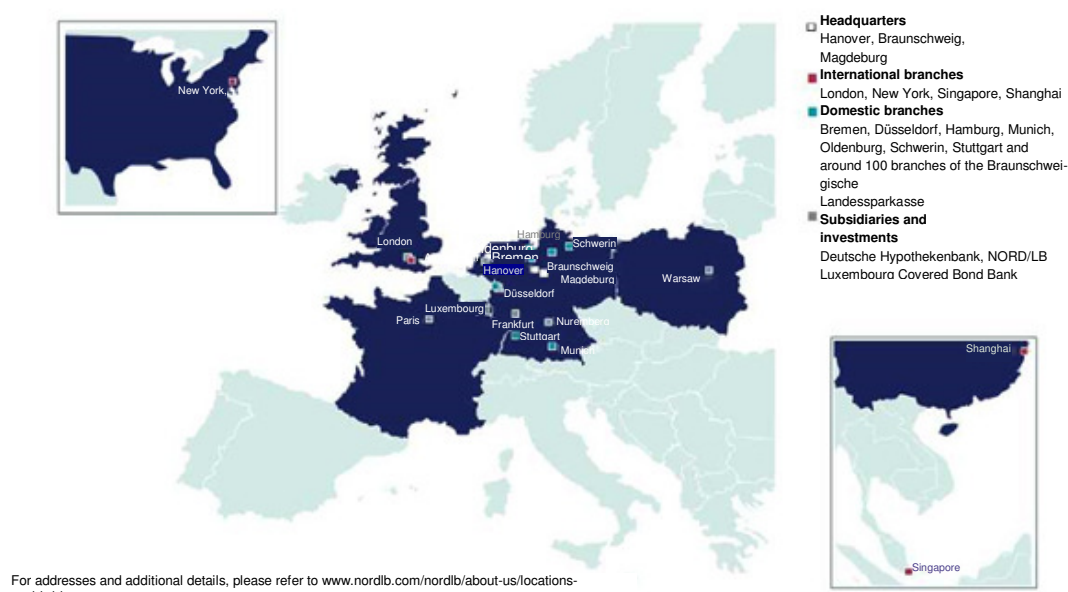 Headquarters
Hanover, Braunschweig,
Magdeburg
International branches
London, New York, Singapore, Shanghai
Domestic branches
Bremen, Düsseldorf, Hamburg, Munich,
Oldenburg, Schwerin, Stuttgart and
around 100 branches of the Braunschwei-
gische
Landessparkasse
Subsidiaries and
investments
Deutsche Hypothekenbank, NORD/LB
Luxembourg Covered Bond Bank
New York,
London
Hamburg
Schwerin
Bremen
Hanover
Braunschweig
Magdeburg
Warsaw
Düsseldorf
Luxembourg
Paris
Frankfurt
Nuremberg
Stuttgart
Munich
Shanghai
Singapore
For addresses and additional details, please refer to www.nordlb.com/nordlb/about-us/locations-